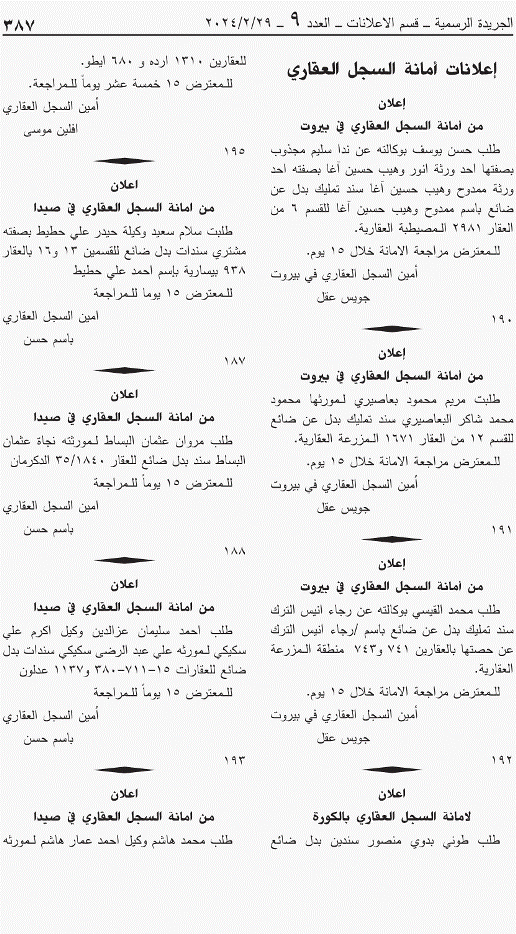 الجريدة الرسمية ــ قسم الاعلانات ــ العدد ٩ ــ ٢٠٢٤/٢/٢٩
٣٨٧
إعلانات أمانة السجل العقاري
إعلان
من أمانة السجل العقاري في بيروت
طلب حسن يوسف بوكالته عن ندا سليم مجذوب
بصفتها احد ورثة انور وهيب حسين آغا بصفته احد
ورثة ممدوح وهيب حسين أغا سند تمليك بدل عن
ضائع باسم ممدوح وهيب حسين آغا للقسم ٦ من
العقار ٢٩٨١ المصيطبة العقارية.
للمعترض مراجعة الامانة خلال ١٥ يوم.
أمين السجل العقاري في بيروت
جويس عقل
١٩٠
إعلان
من أمانة السجل العقاري في بيروت
طلبت مريم محمود بعاصيري لمورثها محمود
محمد شاكر البعاصيري سند تمليك بدل عن ضائع
للقسم ١٢ من العقار ١٦٧١ المزرعة العقارية.
للمعترض مراجعة الامانة خلال ١٥ يوم.
أمين السجل العقاري في بيروت
جويس عقل
١٩١
إعلان
من أمانة السجل العقاري في بيروت
طلب محمد القيسي بوكالته عن رجاء انيس الترك
سند تمليك بدل عن ضائع باسم /رجاء انيس الترك
عن حصتها بالعقارين ٧٤١ و٧٤٣ منطقة المزرعة
العقارية.
للمعترض مراجعة الامانة خلال ١٥ يوم.
أمين السجل العقاري في بيروت
جويس عقل
١٩٢
اعلان
لامانة السجل العقاري بالكورة
طلب طوني بدوي منصور سندين بدل ضائع
للعقارين ١٣١٠ ارده و ٦٨٠ ايطو.
للمعترض ١٥ خمسة عشر يوماً للمراجعة.
أمين السجل العقاري
افلين موسى
١٩٥
اعلان
من امانة السجل العقاري في صيدا
طلبت سلام سعيد وكيلة حيدر علي حطيط بصفته
مشتري سندات بدل ضائع للقسمين ١٣ و١٦ بالعقار
٩٣٨ بيسارية بإسم احمد علي حطيط
للمعترض ١٥ يوما للمراجعة
امين السجل العقاري
باسم حسن
١٨٧
اعلان
من امانة السجل العقاري في صيدا
طلب مروان عثمان البساط لمورثته نجاة عثمان
البساط سند بدل ضائع للعقار ٣٥/١٨٤٠ الدكرمان
للمعترض ١٥ يوماً للمراجعة
امين السجل العقاري
باسم حسن
١٨٨
اعلان
من امانة السجل العقاري في صيدا
طلب احمد سليمان عزالدين وكيل اكرم علي
سكيكي لمورثه علي عبد الرضى سكيكي سندات بدل
ضائع للعقارات ١٥-٧١١-٣٨٠ و١١٣٧ عدلون
للمعترض ١٥ يوماً للمراجعة
أمين السجل العقاري
باسم حسن
١٩٣
اعلان
من امانة السجل العقاري في صيدا
طلب محمد هاشم وكيل احمد عمار هاشم لمورثه